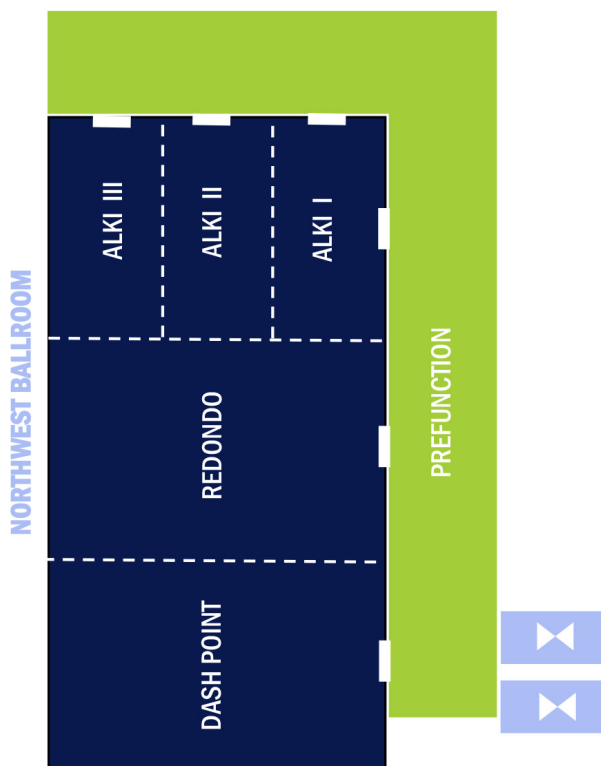 NORTHWEST BALLROOM
ALKI III
ALKI II
ALKI I
REDONDO
DASH POINT
PREFUNCTION